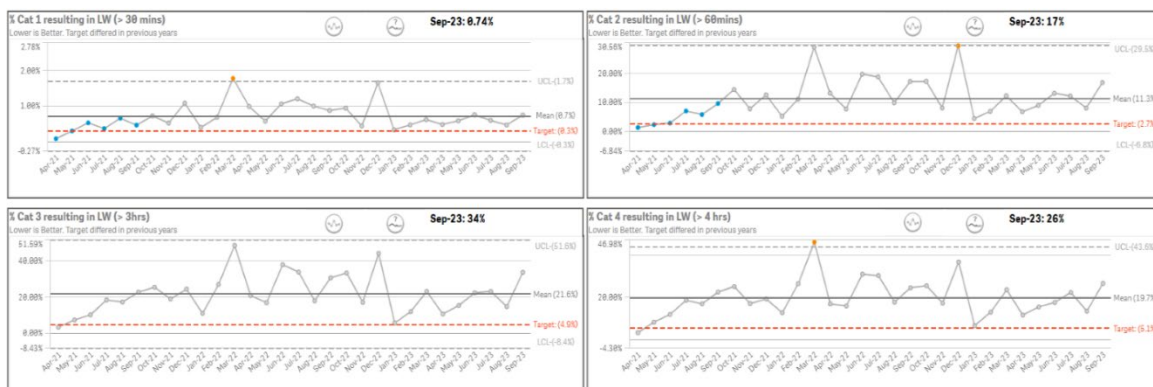 % Cat 1 resulting in LW (> 30 mins)
Sep-23: 0.74%
Lower is Better. Target differed in previous years
2.78%
2.00%
1.00%
-0.27%
UCL-(1.7%)
Mean (0.7%)
Target: (0.3%)
LCL-(-0.3%)
Apr-21 May-21 Jun-21 Jul-21 Aug-21 Sep-21 Oct-21 Nov-21 Dec-21 Jan-22 Feb-22 Mar-22 Apr-22 May-22 Jun-22 Jul-22 Aug-22 Sep-22 Oct-22 Nov-22 Dec-22 Jan-23 Feb-23 Mar-23 Apr-23 May-23 Jun-23 Jul-23 Aug-23 Sep-23
% Cat 2 resulting in LW (> 60mins)
Sep-23: 17%
Lower is Better. Target differed in previous years
30.56%
20.00%
10.00%
0.00%
-8.04%
UCL-(29.5%)
Mean (11.3%)
Target: (2.7%)
LCL-(-6.8%)
Apr-21 May-21 Jun-21 Jul-21 Aug-21 Sep-21 Oct-21 Nov-21 Dec-21 Jan-22 Feb-22 Mar-22 Apr-22 May-22 Jun-22 Jul-22 Aug-22 Sep-22 Oct-22 Nov-22 Dec-22 Jan-23 Feb-23 Mar-23 Apr-23 May-23 Jun-23 Jul-23 Aug-23 Sep-23
% Cat 3 resulting in LW (> 3hrs)
Sep-23: 34%
Lower is Better. Target differed in previous years
51.59%
40.00%
20.00%
0.00%
-8.43%
UCL-(51.6%)
Mean (21.6%)
Target: (4.9%)
LCL-(-8.4%)
Apr-21 May-21 Jun-21 Jul-21 Aug-21 Sep-21 Oct-21 Nov-21 Dec-21 Jan-22 Feb-22 Mar-22 Apr-22 May-22 Jun-22 Jul-22 Aug-22 Sep-22 Oct-22 Nov-22 Dec-22 Jan-23 Feb-23 Mar-23 Apr-23 May-23 Jun-23 Jul-23 Aug-23 Sep-23
% Cat 4 resulting in LW (> 4 hrs)
Sep-23: 26%
Lower is Better. Target differed in previous years
46.98%
20.00%
-4.30%
UCL-(43.6%)
Mean (19.7%)
Target: (6.1%)
Apr-21 May-21 Jun-21 Jul-21 Aug-21 Sep-21 Oct-21 Nov-21 Dec-21 Jan-22 Feb-22 Mar-22 Apr-22 May-22 Jun-22 Jul-22 Aug-22 Sep-22 Oct-22 Nov-22 Dec-22 Jan-23 Feb-23 Mar-23 Apr-23 May-23 Jun-23 Jul-23 Aug-23 Sep-23